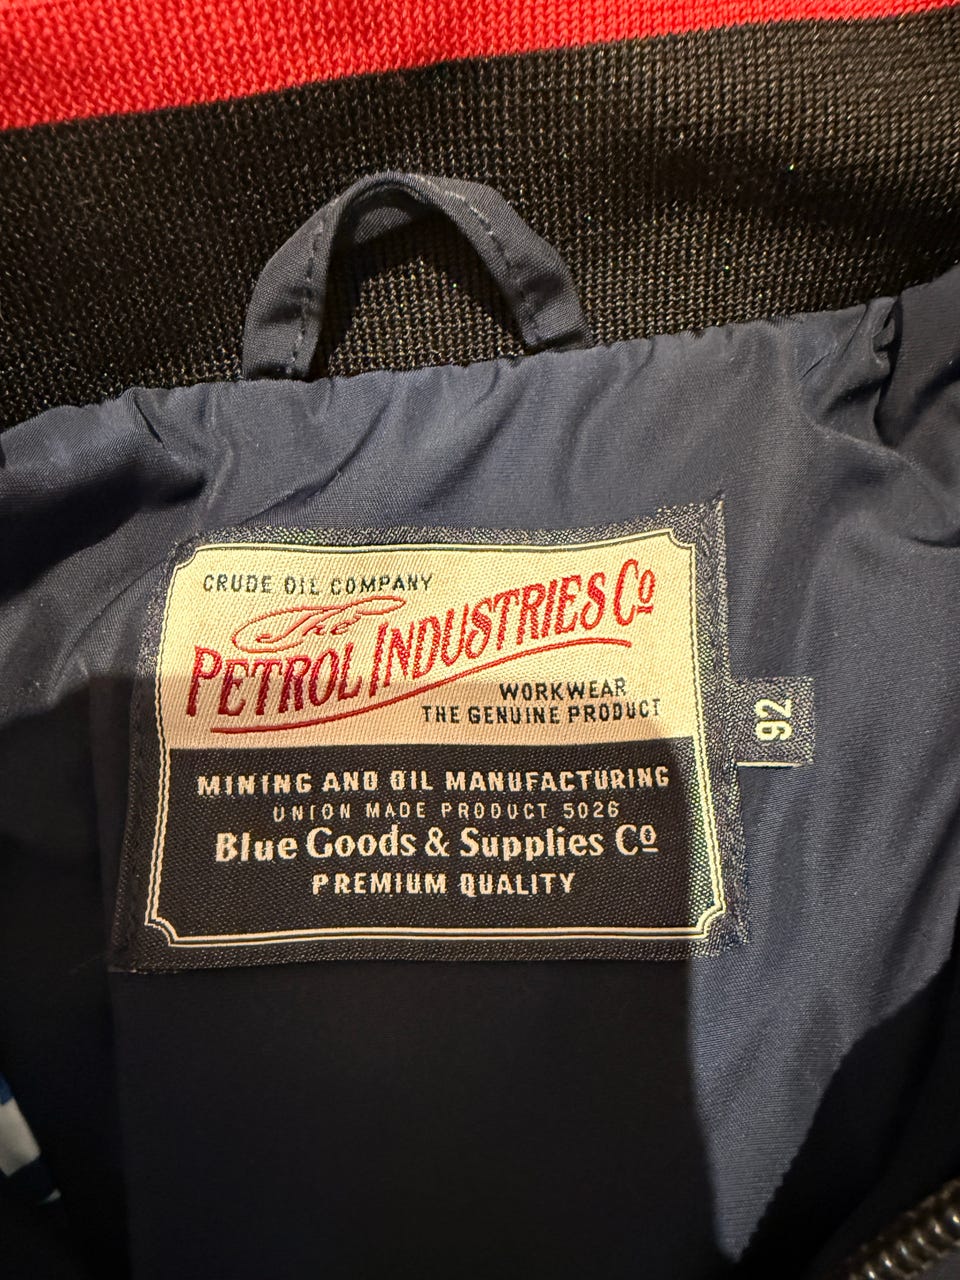 CRUDE OIL COMPANY
The
PETROL INDUSTRIES Cº
WORKWEAR
THE GENUINE PRODUCT
MINING AND OIL MANUFACTURING
UNION MADE PRODUCT 5026
Blue Goods & Supplies Cº
PREMIUM QUALITY
92